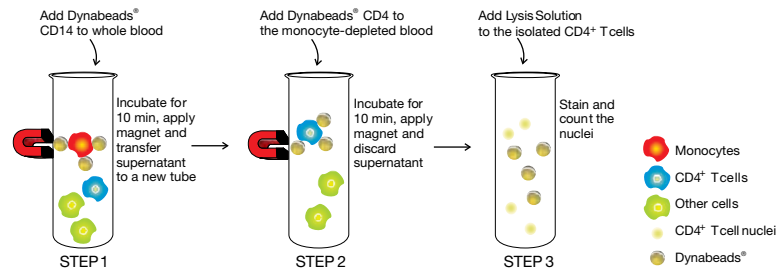 Add Dynabeads®
CD14 to whole blood
Add Dynabeads® CD4 to
the monocyte-depleted blood
Add Lysis Solution
to the isolated CD4⁺ T cells
Incubate for
10 min, apply
magnet and
transfer
supernatant
to a new tube
Incubate for
10 min, apply
magnet and
discard
supernatant
Stain and
count the
nuclei
Monocytes
CD4⁺ T cells
Other cells
CD4⁺ T cell nuclei
Dynabeads®
STEP 1
STEP 2
STEP 3